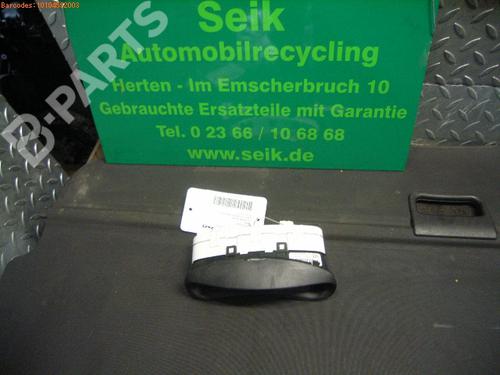 Barcodes:10104592003
Seik
Automobilrecycling
Herten - Im Emscherbruch 10
Gebrauchte Ersatzteile mit Garantie
Tel. 0 23 66 / 10 68 68
www.seik.de
B-PARTS